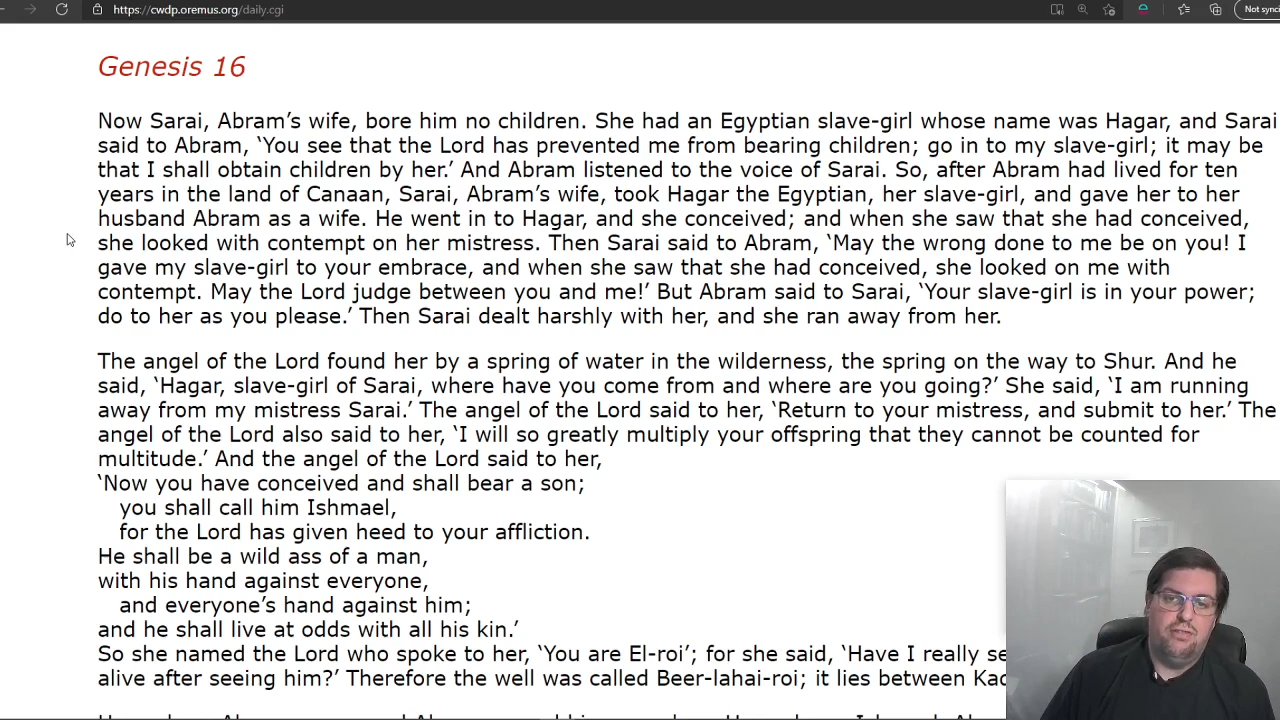 https://cwdp.oremus.org/daily.cgi
Not synci
Genesis 16
Now Sarai, Abram’s wife, bore him no children. She had an Egyptian slave-girl whose name was Hagar, and Sarai
said to Abram, ‘You see that the Lord has prevented me from bearing children; go in to my slave-girl; it may be
that I shall obtain children by her.’ And Abram listened to the voice of Sarai. So, after Abram had lived for ten
years in the land of Canaan, Sarai, Abram’s wife, took Hagar the Egyptian, her slave-girl, and gave her to her
husband Abram as a wife. He went in to Hagar, and she conceived; and when she saw that she had conceived,
she looked with contempt on her mistress. Then Sarai said to Abram, ‘May the wrong done to me be on you! I
gave my slave-girl to your embrace, and when she saw that she had conceived, she looked on me with
contempt. May the Lord judge between you and me!’ But Abram said to Sarai, ‘Your slave-girl is in your power;
do to her as you please.’ Then Sarai dealt harshly with her, and she ran away from her.
The angel of the Lord found her by a spring of water in the wilderness, the spring on the way to Shur. And he
said, ‘Hagar, slave-girl of Sarai, where have you come from and where are you going?’ She said, ‘I am running
away from my mistress Sarai.’ The angel of the Lord said to her, ‘Return to your mistress, and submit to her.’ The
angel of the Lord also said to her, ‘I will so greatly multiply your offspring that they cannot be counted for
multitude.’ And the angel of the Lord said to her,
‘Now you have conceived and shall bear a son;
you shall call him Ishmael,
for the Lord has given heed to your affliction.
He shall be a wild ass of a man,
with his hand against everyone,
and everyone’s hand against him;
and he shall live at odds with all his kin.’
So she named the Lord who spoke to her, ‘You are El-roi’; for she said, ‘Have I really se
alive after seeing him?’ Therefore the well was called Beer-lahai-roi; it lies between Kad